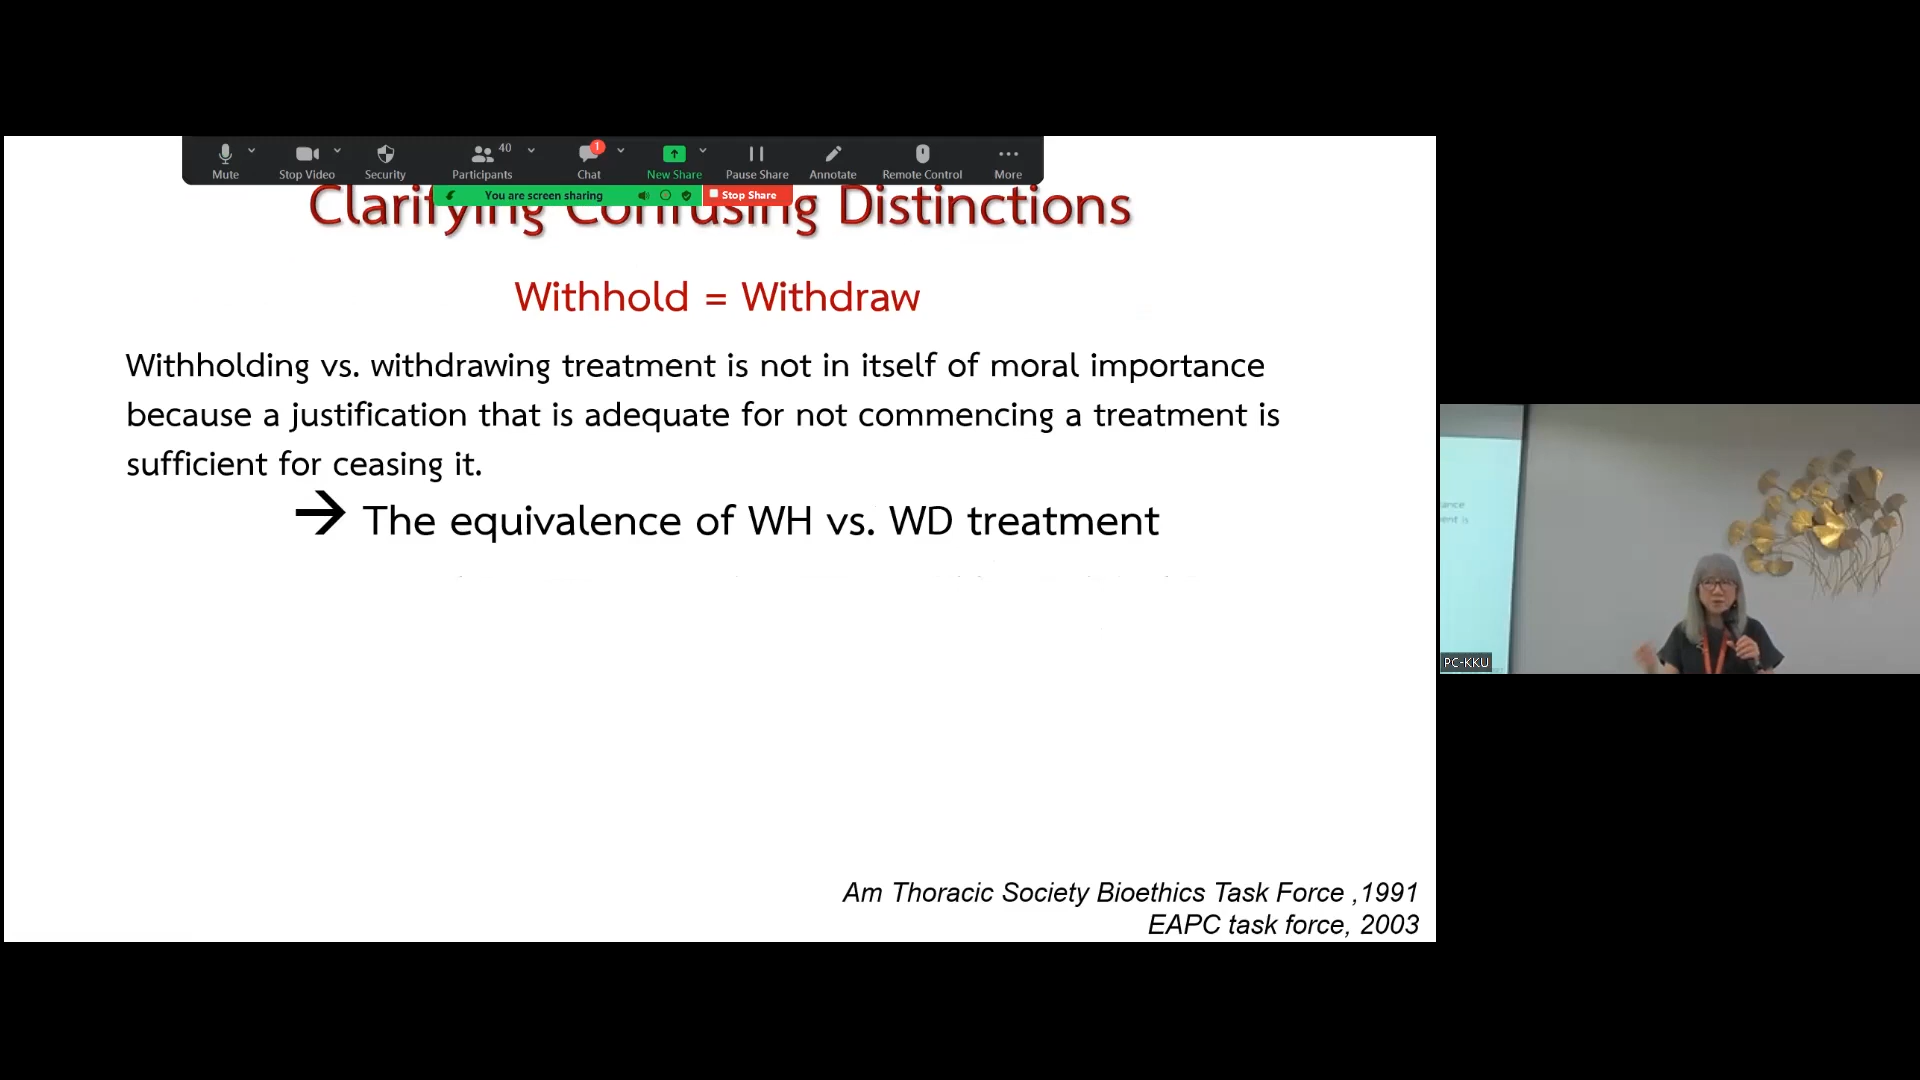 40
1
Mute
Stop Video
Security
Participants
Chat
New Share
Pause Share
Annotate
Remote Control
More
You are screen sharing
Stop Share
Clarifying Confusing Distinctions
Withhold = Withdraw
Withholding vs. withdrawing treatment is not in itself of moral importance
because a justification that is adequate for not commencing a treatment is
sufficient for ceasing it.
→ The equivalence of WH vs. WD treatment
Am Thoracic Society Bioethics Task Force ,1991
EAPC task force, 2003
PC-KKU